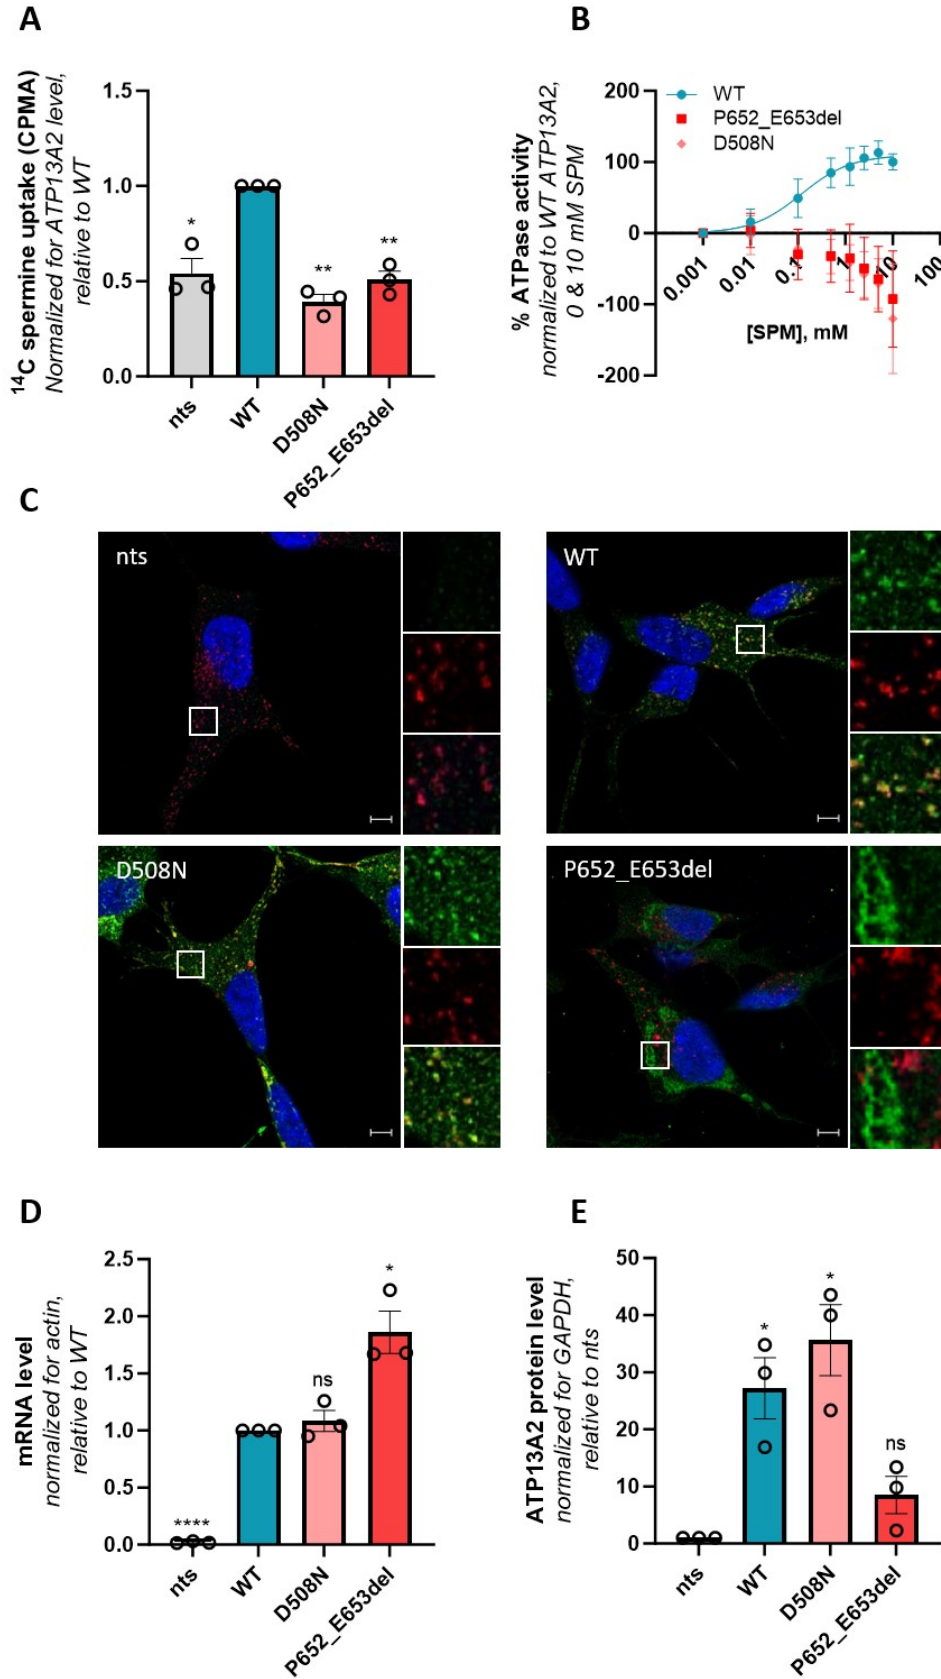 A
¹⁴C spermine uptake (CPMA)
Normalized for ATP13A2 level,
relative to WT
1.5
1.0
0.5
0.0
*
**
**
nts
WT
D508N
P652_E653del
B
% ATPase activity
normalized to WT ATP13A2,
0 & 10 mM SPM
200
100
0
-100
-200
WT
P652_E653del
D508N
0.001
0.01
0.1
1
10
100
[SPM], mM
C
nts
WT
D508N
P652_E653del
D
mRNA level
normalized for actin,
relative to WT
2.5
2.0
1.5
1.0
0.5
0.0
****
ns
*
nts
WT
D508N
P652_E653del
E
ATP13A2 protein level
normalized for GAPDH,
relative to nts
50
40
30
20
10
0
*
*
ns
nts
WT
D508N
P652_E653del